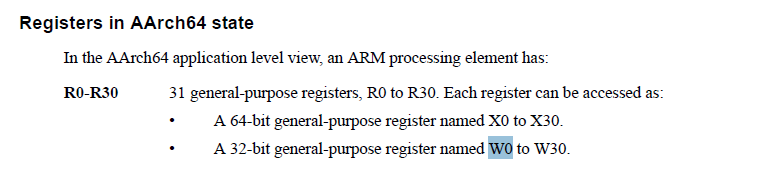 Registers in AArch64 state
In the AArch64 application level view, an ARM processing element has:
R0-R30 31 general-purpose registers, R0 to R30. Each register can be accessed as:
• A 64-bit general-purpose register named X0 to X30.
• A 32-bit general-purpose register named W0 to W30.